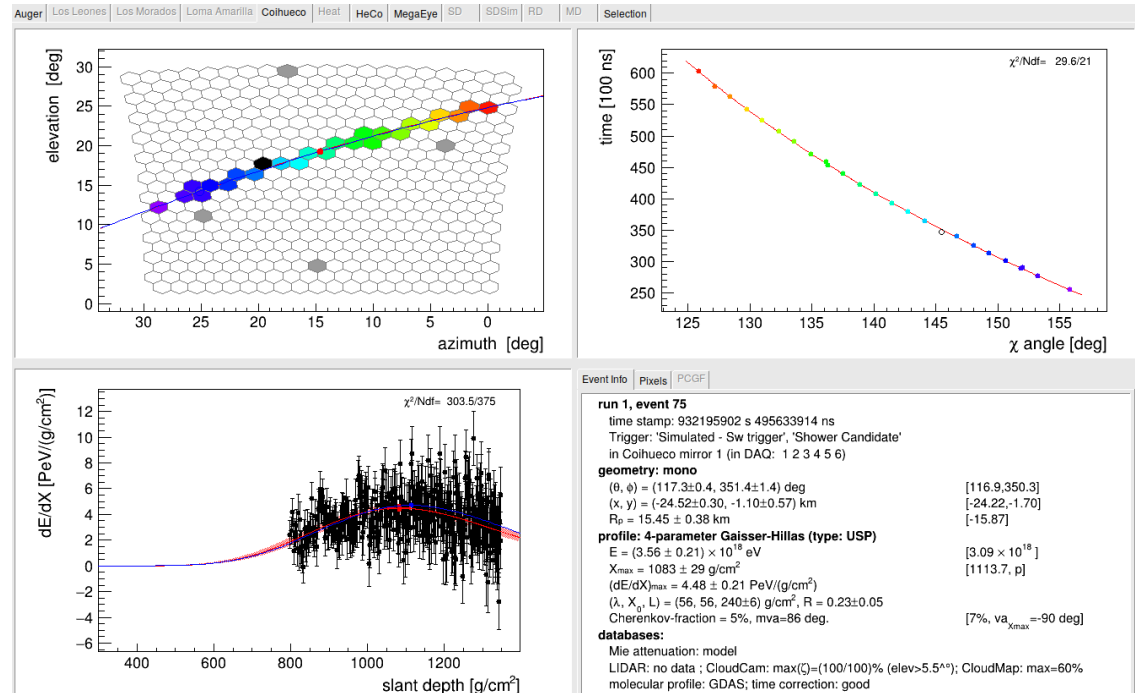 Auger Los Leones Los Morados Loma Amarilla Coihueco Heat HeCo MegaEye SD SDSim RD MD Selection
elevation [deg]
30
25
20
15
10
5
0
30 25 20 15 10 5 0
azimuth [deg]
χ²/Ndf= 29.6/21
time [100 ns]
600
550
500
450
400
350
300
250
125 130 135 140 145 150 155
χ angle [deg]
χ²/Ndf= 303.5/375
dE/dX [PeV/(g/cm²)]
12
10
8
6
4
2
0
−2
−4
−6
400 600 800 1000 1200
slant depth [g/cm²]
Event Info Pixels PCGF
run 1, event 75
time stamp: 932195902 s 495633914 ns
Trigger: 'Simulated - Sw trigger', 'Shower Candidate'
in Coihueco mirror 1 (in DAQ: 1 2 3 4 5 6)
geometry: mono
(θ, ϕ) = (117.3±0.4, 351.4±1.4) deg [116.9,350.3]
(x, y) = (-24.52±0.30, -1.10±0.57) km [-24.22,-1.70]
Rp = 15.45 ± 0.38 km [-15.87]
profile: 4-parameter Gaisser-Hillas (type: USP)
E = (3.56 ± 0.21) × 10¹⁸ eV [3.09 × 10¹⁸ ]
Xmax = 1083 ± 29 g/cm² [1113.7, p]
(dE/dX)max = 4.48 ± 0.21 PeV/(g/cm²)
(λ, X₀, L) = (56, 56, 240±6) g/cm², R = 0.23±0.05
Cherenkov-fraction = 5%, mva=86 deg. [7%, vaXmax=-90 deg]
databases:
Mie attenuation: model
LIDAR: no data ; CloudCam: max(ζ)=(100/100)% (elev>5.5^°); CloudMap: max=60%
molecular profile: GDAS; time correction: good